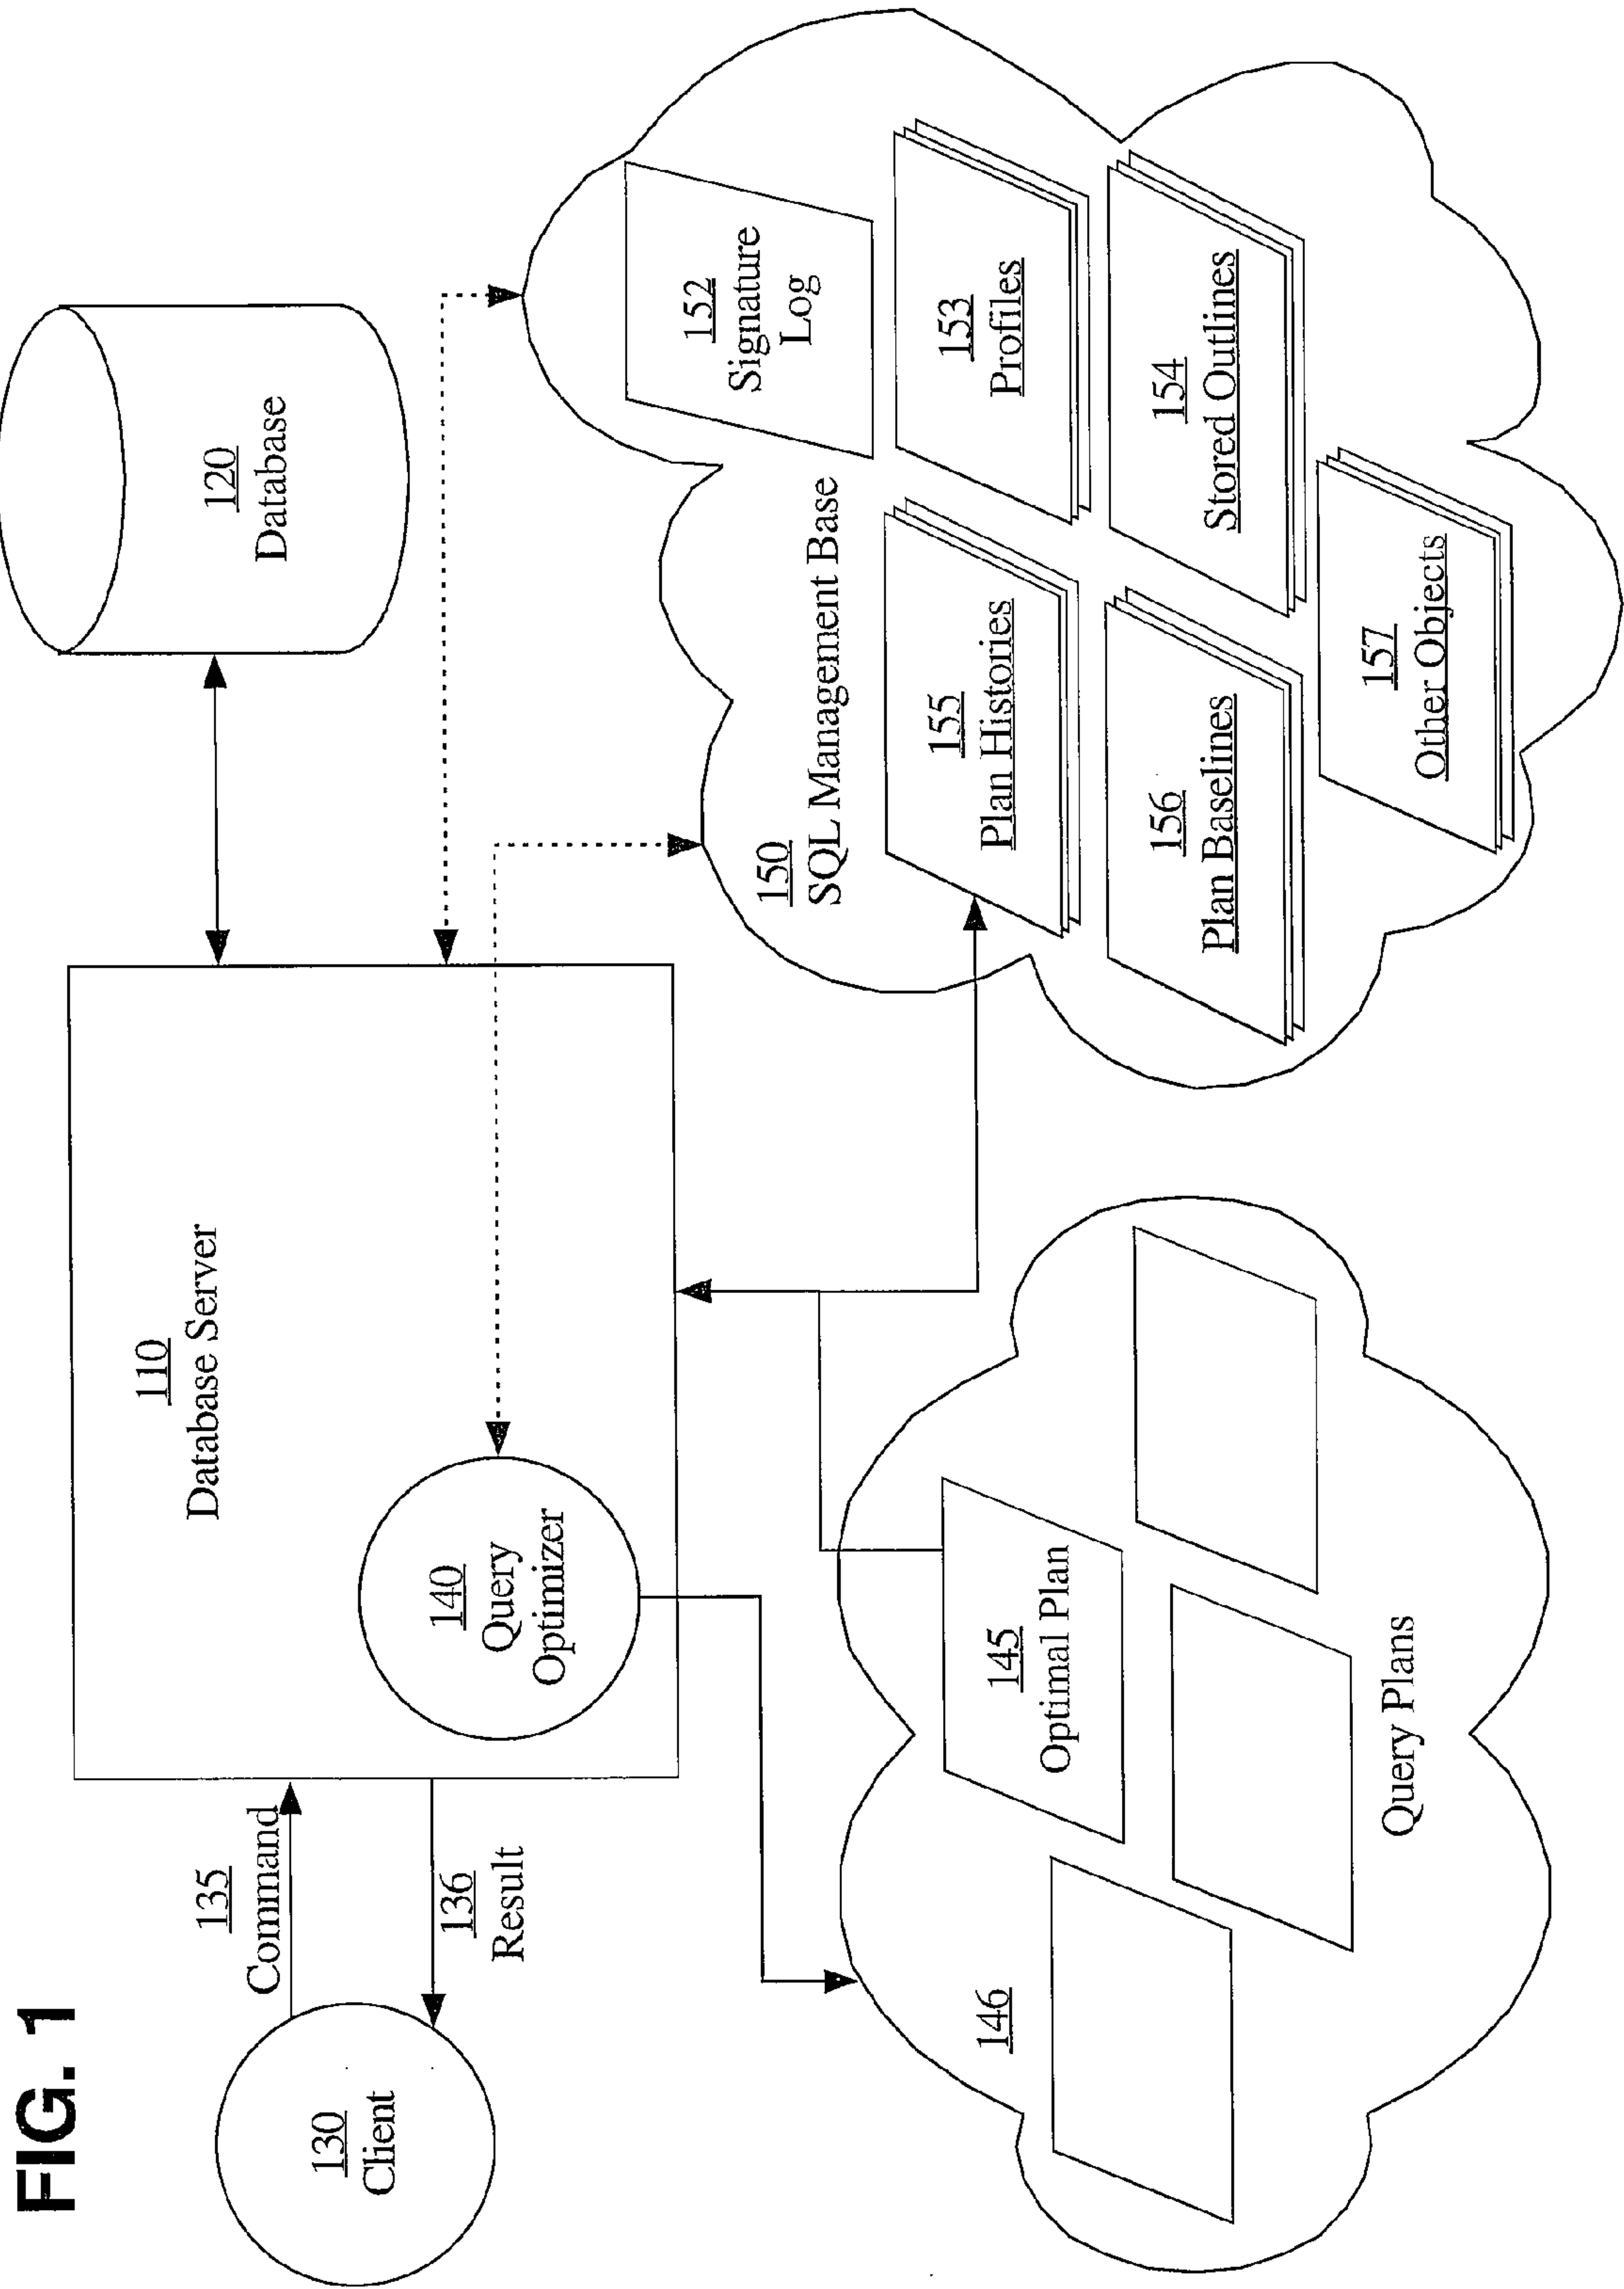 FIG. 1
130
Client
135
Command
136
Result
110
Database Server
140
Query
Optimizer
120
Database
146
145
Optimal Plan
Query Plans
150
SQL Management Base
152
Signature
Log
155
Plan Histories
153
Profiles
156
Plan Baselines
154
Stored Outlines
157
Other Objects